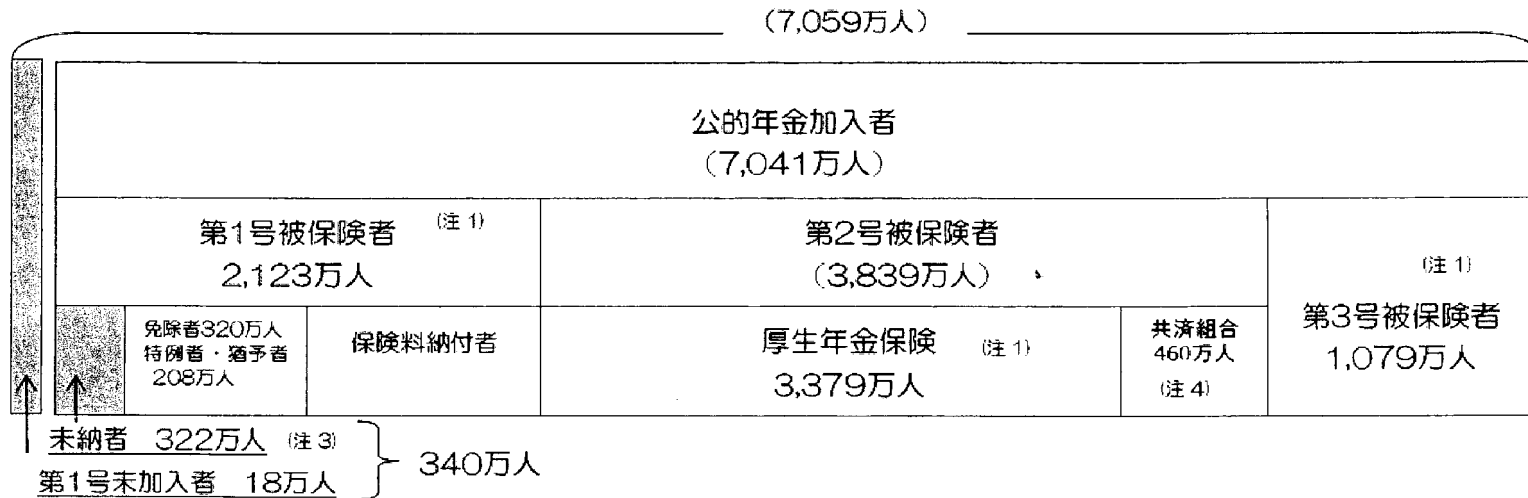 (7,059万人)
公的年金加入者
(7,041万人)
第1号被保険者 (注1)
2,123万人
第2号被保険者
(3,839万人)
(注1)
第3号被保険者
1,079万人
免除者320万人
特例者・猶予者
208万人
保険料納付者
厚生年金保険 (注1)
3,379万人
共済組合
460万人
(注4)
未納者 322万人 (注3)
第1号未加入者 18万人
340万人